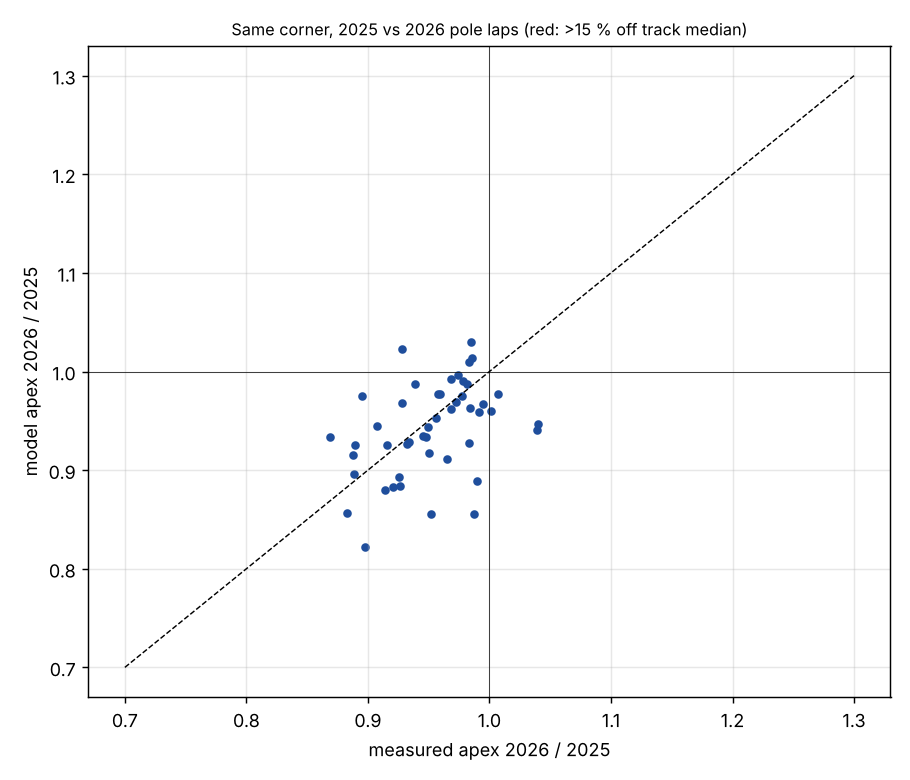 Same corner, 2025 vs 2026 pole laps (red: >15 % off track median)
model apex 2026 / 2025
1.3
1.2
1.1
1.0
0.9
0.8
0.7
0.7 0.8 0.9 1.0 1.1 1.2 1.3
measured apex 2026 / 2025